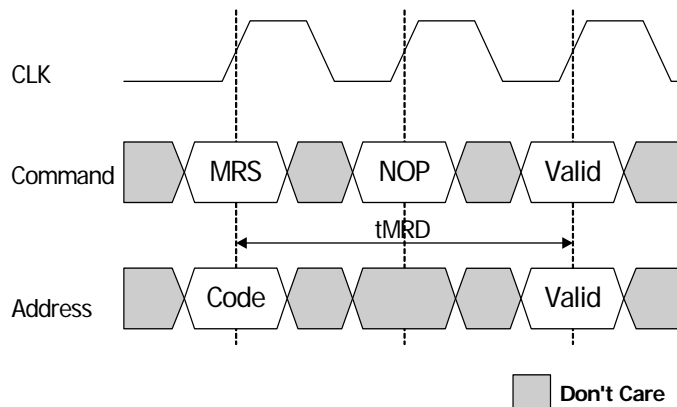 CLK
Command
MRS
NOP
Valid
tMRD
Address
Code
Valid
Don't Care